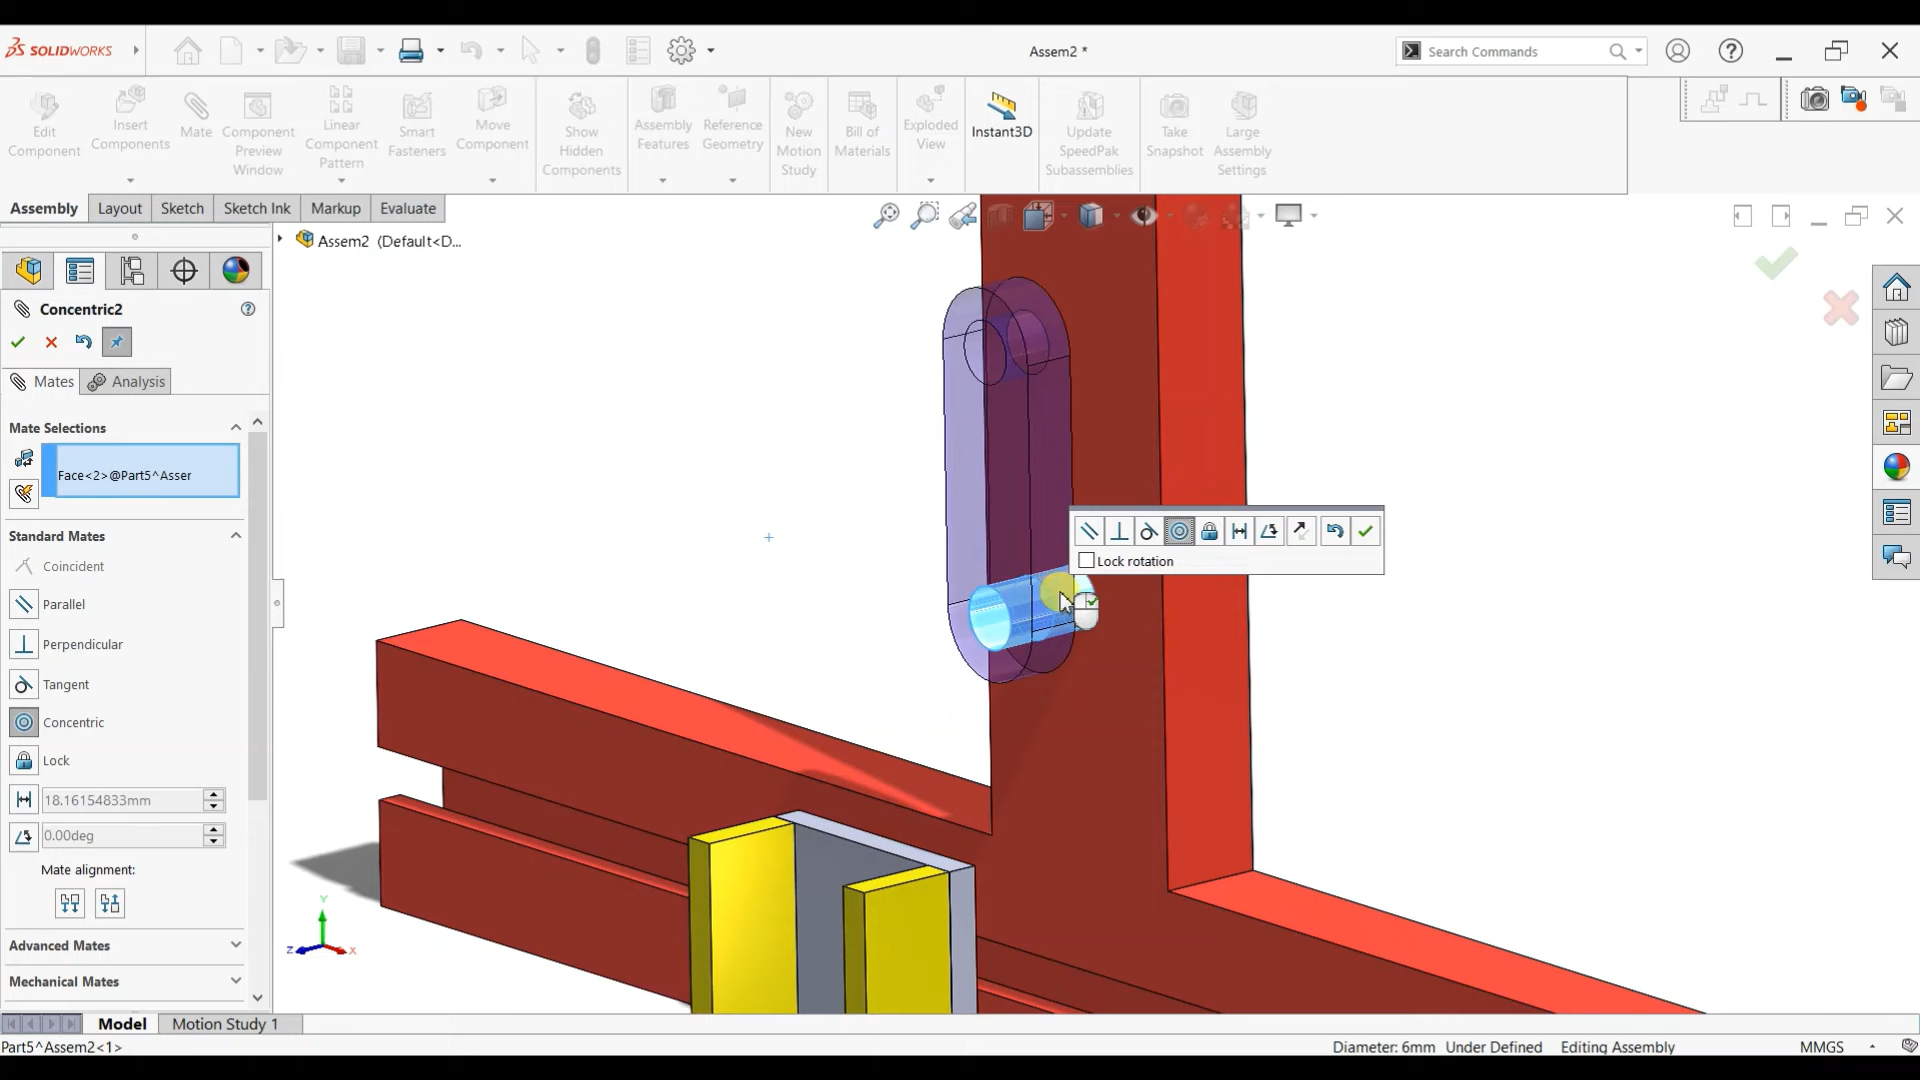 SOLIDWORKS
Assem2 *
Search Commands
Edit Component
Insert Components
Mate
Component Preview Window
Linear Component Pattern
Smart Fasteners
Move Component
Show Hidden Components
Assembly Features
Reference Geometry
New Motion Study
Bill of Materials
Exploded View
Instant3D
Update SpeedPak Subassemblies
Take Snapshot
Large Assembly Settings
Assembly
Layout
Sketch
Sketch Ink
Markup
Evaluate
Assem2 (Default<D...
Concentric2
Mates
Analysis
Mate Selections
Face<2>@Part5^Asser
Standard Mates
Coincident
Parallel
Perpendicular
Tangent
Concentric
Lock
18.16154833mm
0.00deg
Mate alignment:
Advanced Mates
Mechanical Mates
Lock rotation
Y
Z
X
Model
Motion Study 1
Part5^Assem2<1>
Diameter: 6mm
Under Defined
Editing Assembly
MMGS